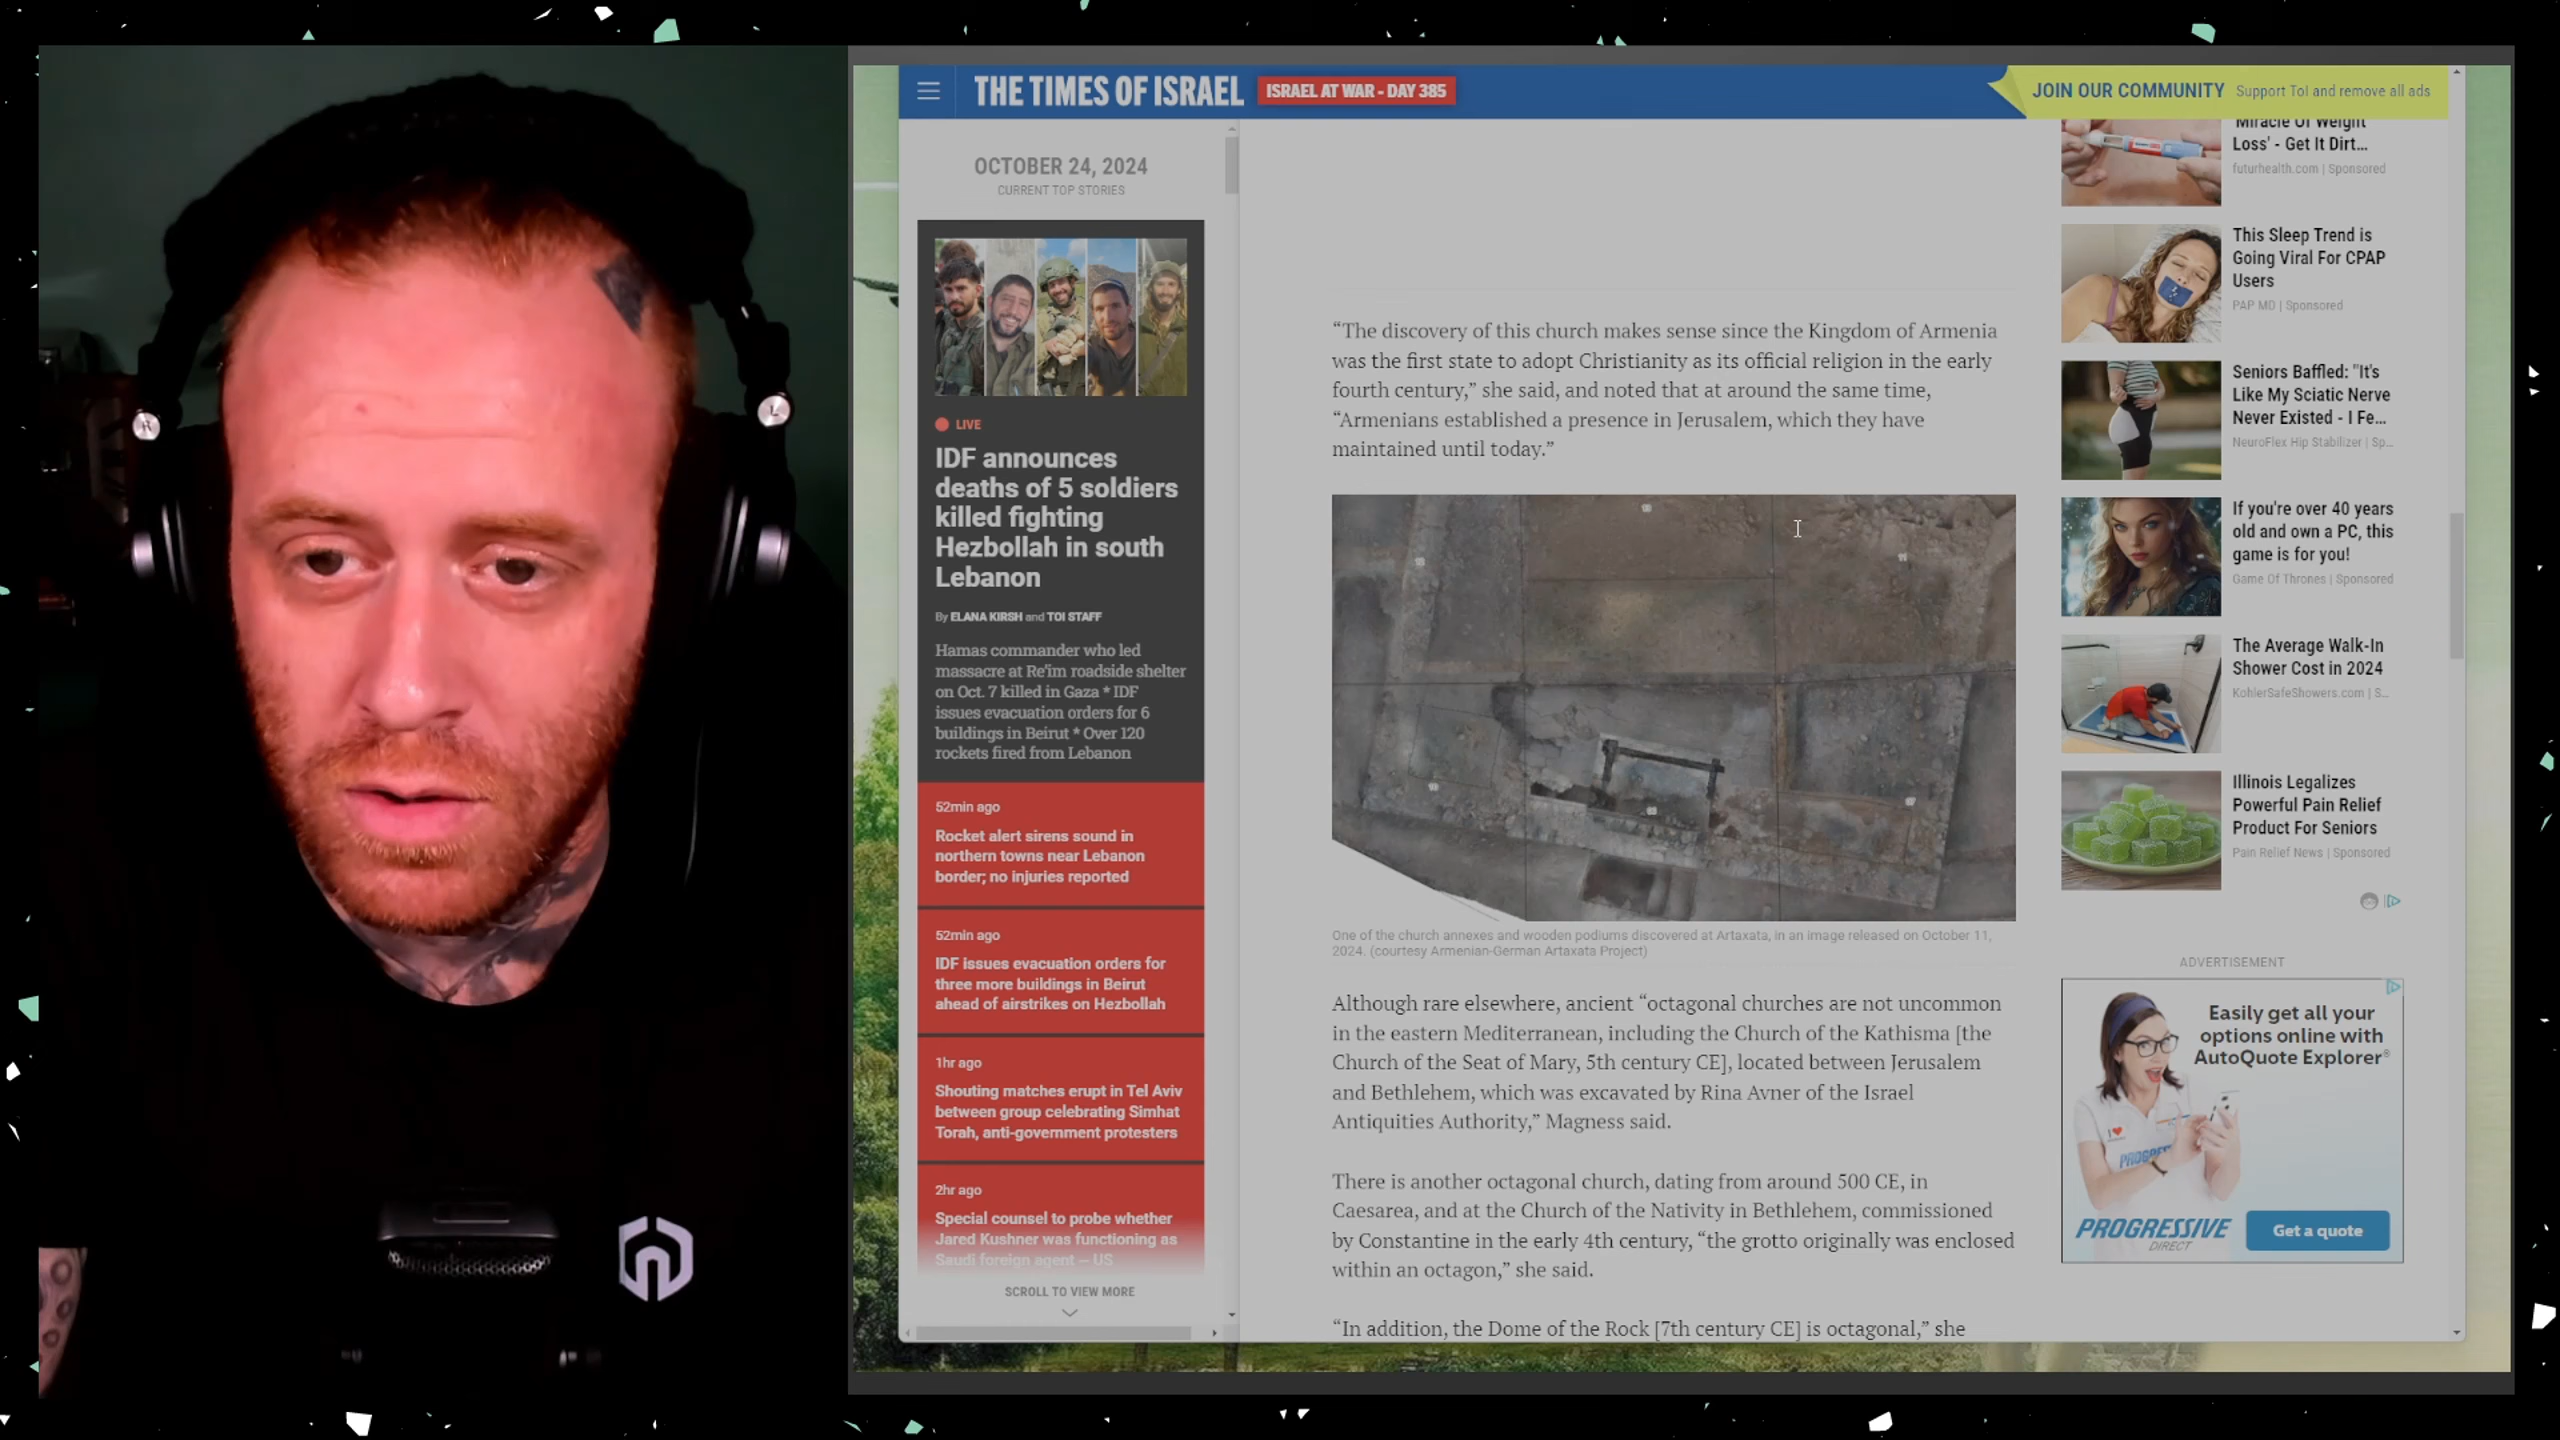 THE TIMES OF ISRAEL
ISRAEL AT WAR - DAY 385
JOIN OUR COMMUNITY Support ToI and remove all ads
OCTOBER 24, 2024
CURRENT TOP STORIES
LIVE
IDF announces
deaths of 5 soldiers
killed fighting
Hezbollah in south
Lebanon
By ELANA KIRSH and TOI STAFF
Hamas commander who led
massacre at Re'im roadside shelter
on Oct. 7 killed in Gaza * IDF
issues evacuation orders for 6
buildings in Beirut * Over 120
rockets fired from Lebanon
52min ago
Rocket alert sirens sound in
northern towns near Lebanon
border; no injuries reported
52min ago
IDF issues evacuation orders for
three more buildings in Beirut
ahead of airstrikes on Hezbollah
1hr ago
Shouting matches erupt in Tel Aviv
between group celebrating Simhat
Torah, anti-government protesters
2hr ago
Special counsel to probe whether
Jared Kushner was functioning as
Saudi foreign agent — US
SCROLL TO VIEW MORE
“The discovery of this church makes sense since the Kingdom of Armenia
was the first state to adopt Christianity as its official religion in the early
fourth century,” she said, and noted that at around the same time,
“Armenians established a presence in Jerusalem, which they have
maintained until today.”
One of the church annexes and wooden podiums discovered at Artaxata, in an image released on October 11,
2024. (courtesy Armenian-German Artaxata Project)
Although rare elsewhere, ancient “octagonal churches are not uncommon
in the eastern Mediterranean, including the Church of the Kathisma [the
Church of the Seat of Mary, 5th century CE], located between Jerusalem
and Bethlehem, which was excavated by Rina Avner of the Israel
Antiquities Authority,” Magness said.
There is another octagonal church, dating from around 500 CE, in
Caesarea, and at the Church of the Nativity in Bethlehem, commissioned
by Constantine in the early 4th century, “the grotto originally was enclosed
within an octagon,” she said.
“In addition, the Dome of the Rock [7th century CE] is octagonal,” she
'Miracle Of Weight
Loss' - Get It Dirt...
futurhealth.com | Sponsored
This Sleep Trend is
Going Viral For CPAP
Users
PAP MD | Sponsored
Seniors Baffled: "It's
Like My Sciatic Nerve
Never Existed - I Fe...
NeuroFlex Hip Stabilizer | Sp...
If you're over 40 years
old and own a PC, this
game is for you!
Game Of Thrones | Sponsored
The Average Walk-In
Shower Cost in 2024
KohlerSafeShowers.com | S...
Illinois Legalizes
Powerful Pain Relief
Product For Seniors
Pain Relief News | Sponsored
ADVERTISEMENT
Easily get all your
options online with
AutoQuote Explorer®
PROGRESSIVE
DIRECT
Get a quote